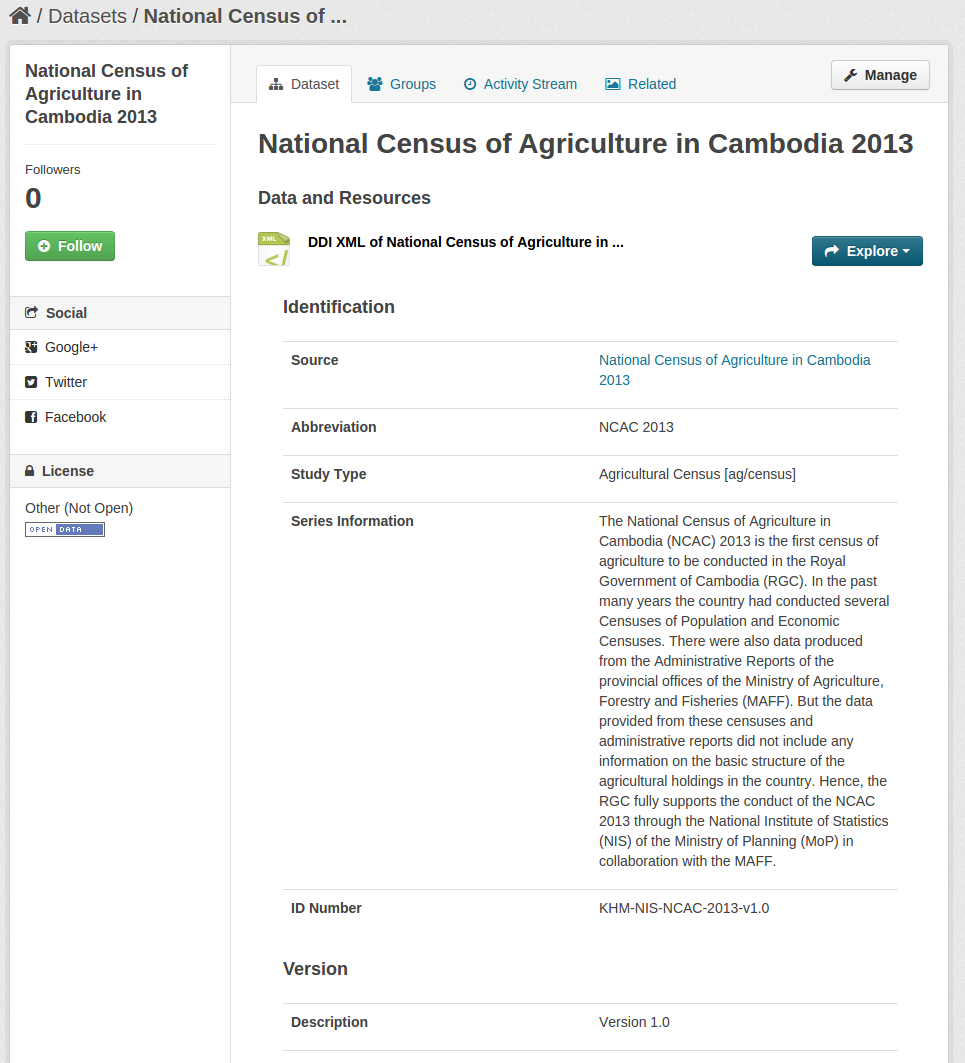 / Datasets / National Census of ...
National Census of
Agriculture in
Cambodia 2013
Followers
0
Follow
Social
Google+
Twitter
Facebook
License
Other (Not Open)
OPEN DATA
Dataset
Groups
Activity Stream
Related
Manage
National Census of Agriculture in Cambodia 2013
Data and Resources
XML
</
DDI XML of National Census of Agriculture in ...
Explore
Identification
Source
National Census of Agriculture in Cambodia
2013
Abbreviation
NCAC 2013
Study Type
Agricultural Census [ag/census]
Series Information
The National Census of Agriculture in
Cambodia (NCAC) 2013 is the first census of
agriculture to be conducted in the Royal
Government of Cambodia (RGC). In the past
many years the country had conducted several
Censuses of Population and Economic
Censuses. There were also data produced
from the Administrative Reports of the
provincial offices of the Ministry of Agriculture,
Forestry and Fisheries (MAFF). But the data
provided from these censuses and
administrative reports did not include any
information on the basic structure of the
agricultural holdings in the country. Hence, the
RGC fully supports the conduct of the NCAC
2013 through the National Institute of Statistics
(NIS) of the Ministry of Planning (MoP) in
collaboration with the MAFF.
ID Number
KHM-NIS-NCAC-2013-v1.0
Version
Description
Version 1.0